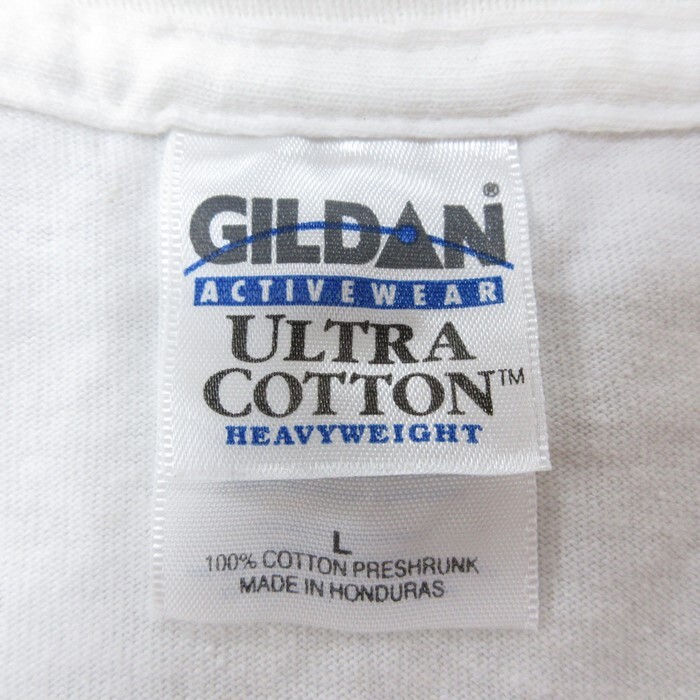 GILDAN®
ACTIVEWEAR
ULTRA
COTTON™
HEAVYWEIGHT
L
100% COTTON PRESHRUNK
MADE IN HONDURAS